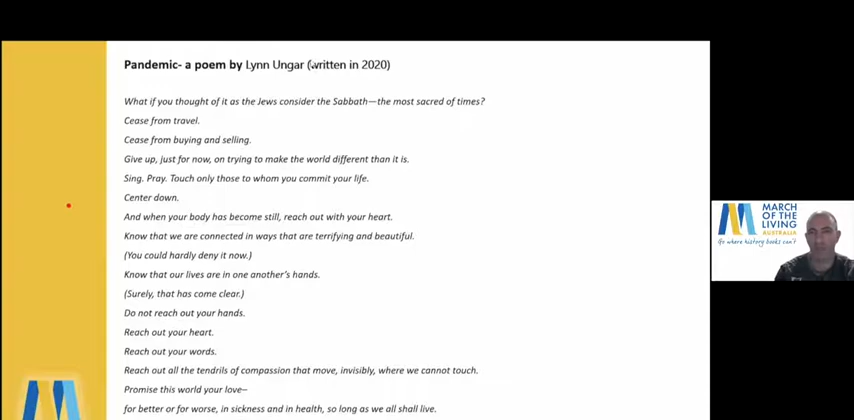 Pandemic- a poem by Lynn Ungar (written in 2020)
What if you thought of it as the Jews consider the Sabbath—the most sacred of times?
Cease from travel.
Cease from buying and selling.
Give up, just for now, on trying to make the world different than it is.
Sing. Pray. Touch only those to whom you commit your life.
Center down.
And when your body has become still, reach out with your heart.
Know that we are connected in ways that are terrifying and beautiful.
(You could hardly deny it now.)
Know that our lives are in one another's hands.
(Surely, that has come clear.)
Do not reach out your hands.
Reach out your heart.
Reach out your words.
Reach out all the tendrils of compassion that move, invisibly, where we cannot touch.
Promise this world your love–
for better or for worse, in sickness and in health, so long as we all shall live.
MARCH
OF THE
LIVING
AUSTRALIA
Go where history books can't